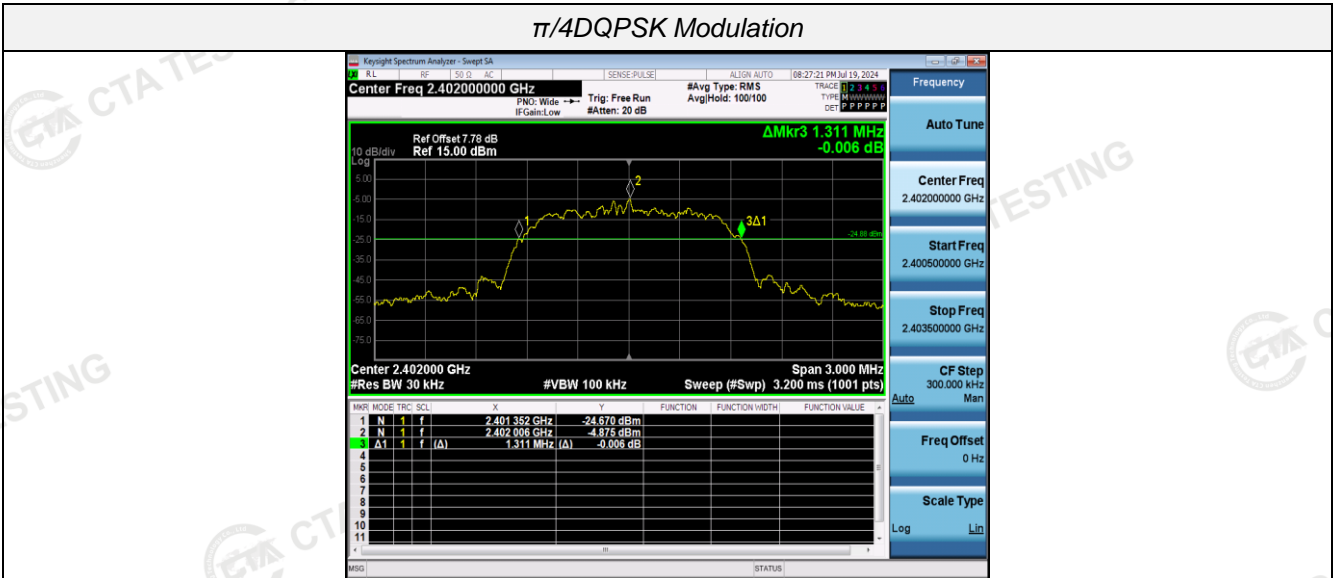 π/4DQPSK Modulation
Keysight Spectrum Analyzer - Swept SA
RL RF 50 Ω AC SENSE:PULSE ALIGN AUTO 08:27:21 PM Jul 19, 2024
Center Freq 2.402000000 GHz #Avg Type: RMS TRACE 1 2 3 4 5 6
PNO: Wide Trig: Free Run Avg|Hold: 100/100 TYPE M
IFGain:Low #Atten: 20 dB DET P P P P P P
ΔMkr3 1.311 MHz
-0.006 dB
Ref Offset 7.78 dB
10 dB/div Ref 15.00 dBm
Log
5.00
-5.00
-15.0
-25.0
-35.0
-45.0
-55.0
-65.0
-75.0
1
2
3Δ1
-24.88 dBm
Center 2.402000 GHz Span 3.000 MHz
#Res BW 30 kHz #VBW 100 kHz Sweep (#Swp) 3.200 ms (1001 pts)
MKR MODE TRC SCL X Y FUNCTION FUNCTION WIDTH FUNCTION VALUE
1 N 1 f 2.401 352 GHz -24.670 dBm
2 N 1 f 2.402 006 GHz -4.875 dBm
3 Δ1 1 f (Δ) 1.311 MHz (Δ) -0.006 dB
4
5
6
7
8
9
10
11
MSG STATUS
Frequency
Auto Tune
Center Freq
2.402000000 GHz
Start Freq
2.400500000 GHz
Stop Freq
2.403500000 GHz
CF Step
300.000 kHz
Auto Man
Freq Offset
0 Hz
Scale Type
Log Lin
CTA TE
TESTING
STING
CTA